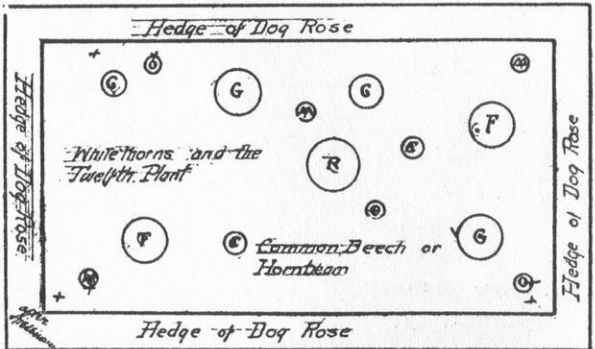 Hedge of Dog Rose
Hedge of Dog Rose
G
G
G
F
Whitethorns and the
Twelfth Plant
R
Hedge of Dog Rose
F
G
Common Beech or
Hornbeam
Hedge of Dog Rose